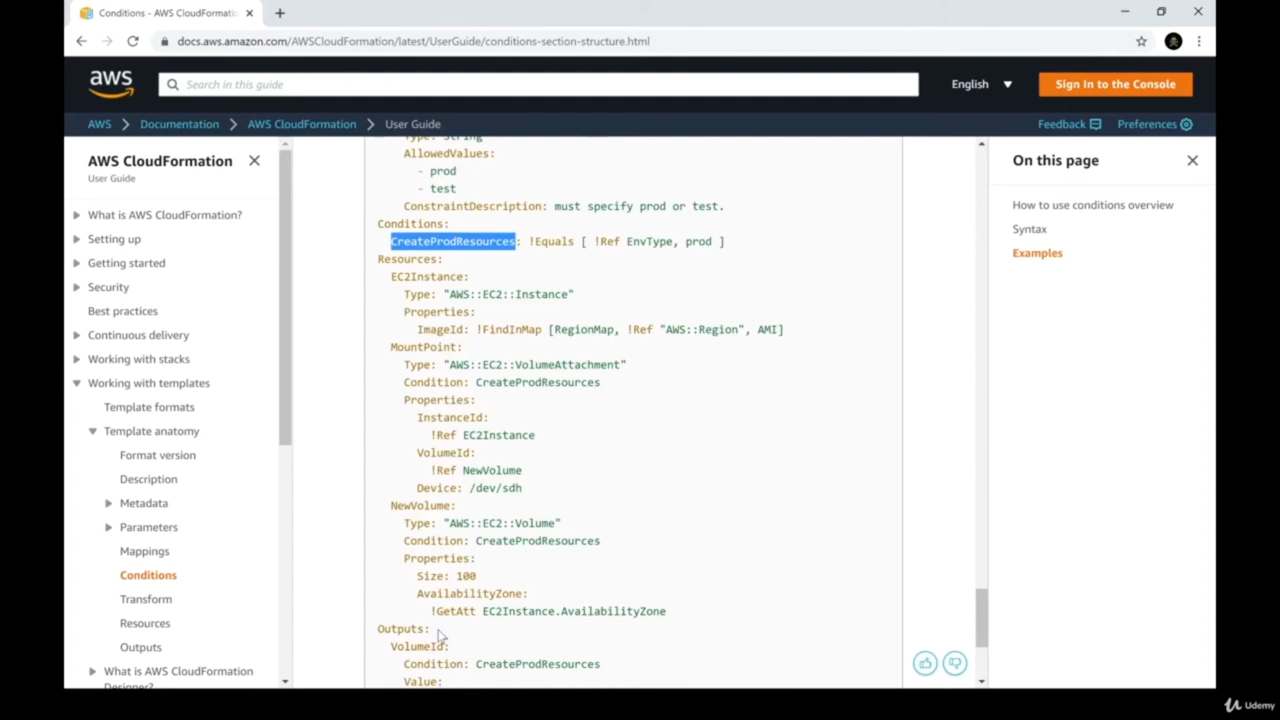 Conditions - AWS CloudFormation
docs.aws.amazon.com/AWSCloudFormation/latest/UserGuide/conditions-section-structure.html
aws
Search in this guide
English
Sign In to the Console
AWS
Documentation
AWS CloudFormation
User Guide
Feedback
Preferences
AWS CloudFormation
User Guide
What is AWS CloudFormation?
Setting up
Getting started
Security
Best practices
Continuous delivery
Working with stacks
Working with templates
Template formats
Template anatomy
Format version
Description
Metadata
Parameters
Mappings
Conditions
Transform
Resources
Outputs
What is AWS CloudFormation
Designer?
Type: String
AllowedValues:
- prod
- test
ConstraintDescription: must specify prod or test.
Conditions:
CreateProdResources: !Equals [ !Ref EnvType, prod ]
Resources:
EC2Instance:
Type: "AWS::EC2::Instance"
Properties:
ImageId: !FindInMap [RegionMap, !Ref "AWS::Region", AMI]
MountPoint:
Type: "AWS::EC2::VolumeAttachment"
Condition: CreateProdResources
Properties:
InstanceId:
!Ref EC2Instance
VolumeId:
!Ref NewVolume
Device: /dev/sdh
NewVolume:
Type: "AWS::EC2::Volume"
Condition: CreateProdResources
Properties:
Size: 100
AvailabilityZone:
!GetAtt EC2Instance.AvailabilityZone
Outputs:
VolumeId:
Condition: CreateProdResources
Value:
On this page
How to use conditions overview
Syntax
Examples
Udemy